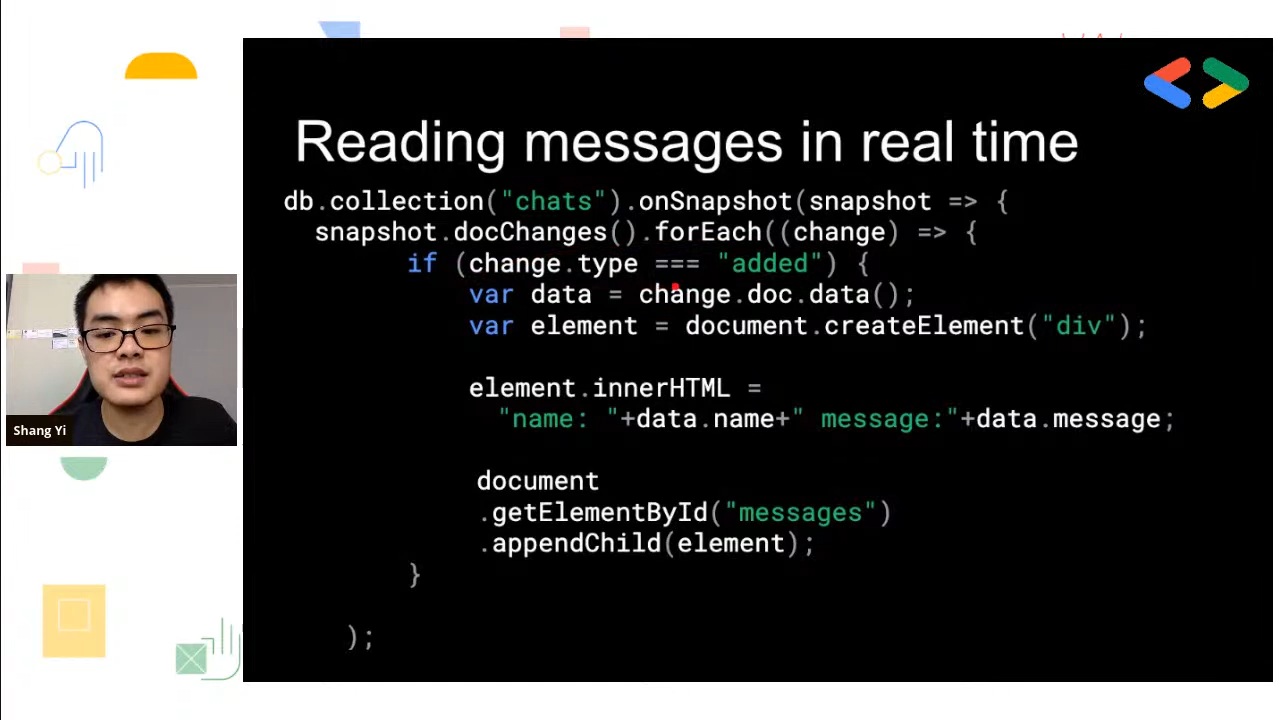 Reading messages in real time
db.collection("chats").onSnapshot(snapshot => {
snapshot.docChanges().forEach((change) => {
if (change.type === "added") {
var data = change.doc.data();
var element = document.createElement("div");
element.innerHTML =
"name: "+data.name+" message:"+data.message;
document
.getElementById("messages")
.appendChild(element);
}
);
Shang Yi